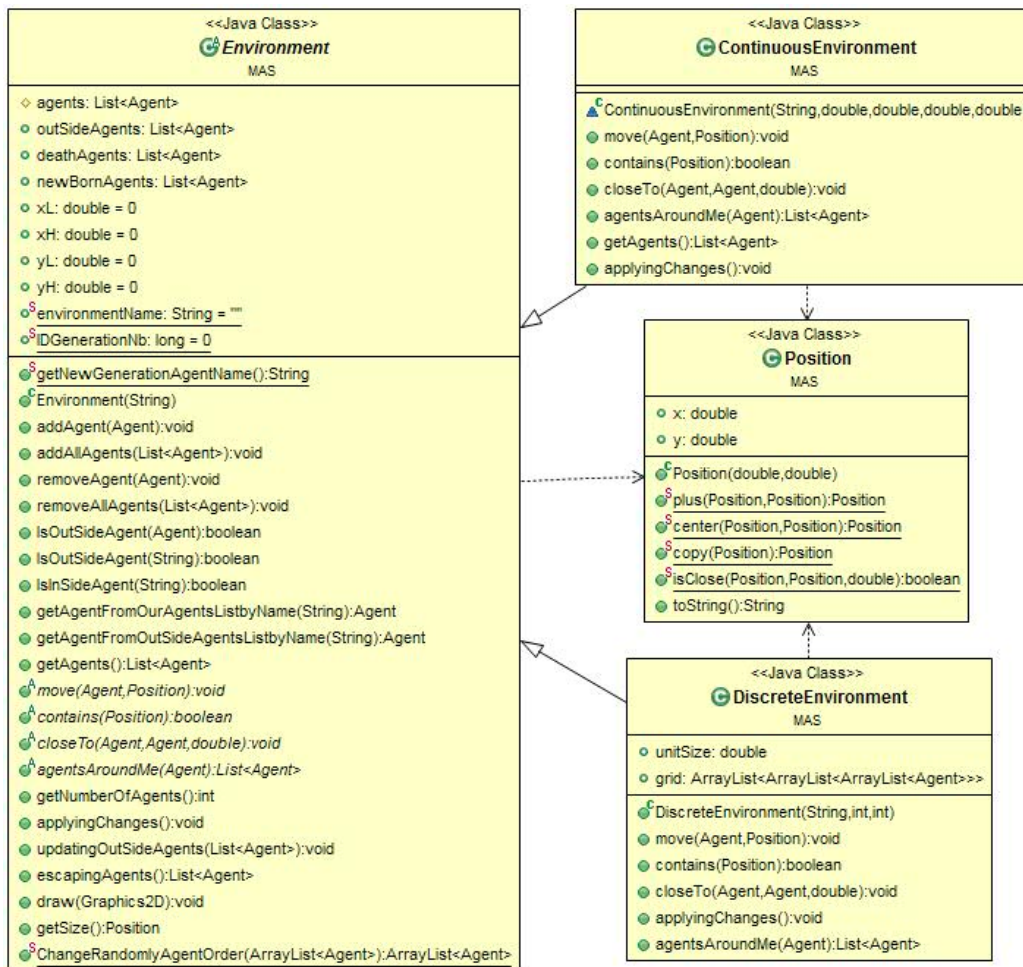 <<Java Class>>
Environment
MAS
agents: List<Agent>
outSideAgents: List<Agent>
deathAgents: List<Agent>
newBornAgents: List<Agent>
xL: double = 0
xH: double = 0
yL: double = 0
yH: double = 0
environmentName: String = ""
IDGenerationNb: long = 0
getNewGenerationAgentName():String
Environment(String)
addAgent(Agent):void
addAllAgents(List<Agent>):void
removeAgent(Agent):void
removeAllAgents(List<Agent>):void
IsOutSideAgent(Agent):boolean
IsOutSideAgent(String):boolean
IsInSideAgent(String):boolean
getAgentFromOurAgentsListbyName(String):Agent
getAgentFromOutSideAgentsListbyName(String):Agent
getAgents():List<Agent>
move(Agent,Position):void
contains(Position):boolean
closeTo(Agent,Agent,double):void
agentsAroundMe(Agent):List<Agent>
getNumberOfAgents():int
applyingChanges():void
updatingOutSideAgents(List<Agent>):void
escapingAgents():List<Agent>
draw(Graphics2D):void
getSize():Position
ChangeRandomlyAgentOrder(ArrayList<Agent>):ArrayList<Agent>
<<Java Class>>
ContinuousEnvironment
MAS
ContinuousEnvironment(String,double,double,double,double
move(Agent,Position):void
contains(Position):boolean
closeTo(Agent,Agent,double):void
agentsAroundMe(Agent):List<Agent>
getAgents():List<Agent>
applyingChanges():void
<<Java Class>>
Position
MAS
x: double
y: double
Position(double,double)
plus(Position,Position):Position
center(Position,Position):Position
copy(Position):Position
isClose(Position,Position,double):boolean
toString():String
<<Java Class>>
DiscreteEnvironment
MAS
unitSize: double
grid: ArrayList<ArrayList<ArrayList<Agent>>>
DiscreteEnvironment(String,int,int)
move(Agent,Position):void
contains(Position):boolean
closeTo(Agent,Agent,double):void
applyingChanges():void
agentsAroundMe(Agent):List<Agent>